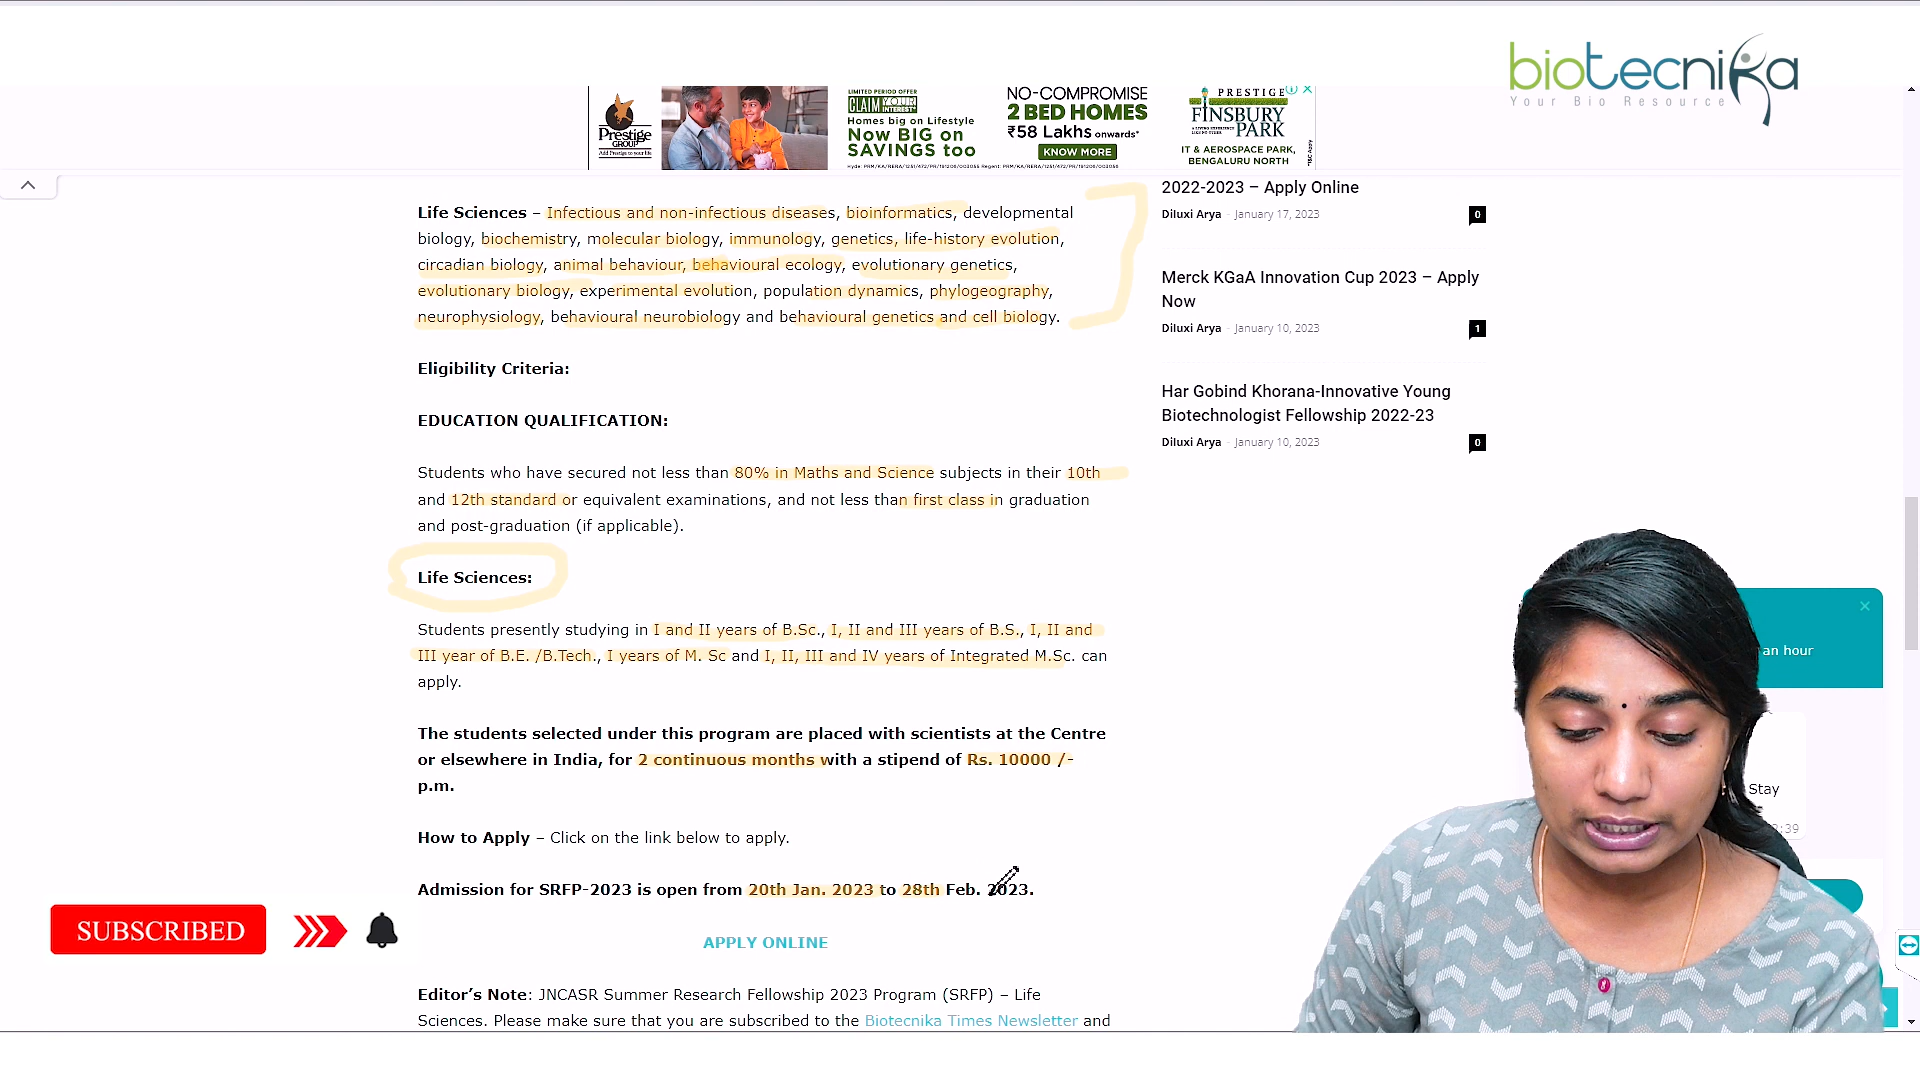 biotecnika
Your Bio Resource
Prestige
GROUP
Add Prestige to your life
LIMITED PERIOD OFFER
CLAIM YOUR
INTEREST*
Homes big on Lifestyle
Now BIG on
SAVINGS too
NO-COMPROMISE
2 BED HOMES
₹58 Lakhs onwards*
KNOW MORE
PRESTIGE
FINSBURY
PARK
IT & AEROSPACE PARK,
BENGALURU NORTH
*T&C Apply
Life Sciences – Infectious and non-infectious diseases, bioinformatics, developmental
biology, biochemistry, molecular biology, immunology, genetics, life-history evolution,
circadian biology, animal behaviour, behavioural ecology, evolutionary genetics,
evolutionary biology, experimental evolution, population dynamics, phylogeography,
neurophysiology, behavioural neurobiology and behavioural genetics and cell biology.
Eligibility Criteria:
EDUCATION QUALIFICATION:
Students who have secured not less than 80% in Maths and Science subjects in their 10th
and 12th standard or equivalent examinations, and not less than first class in graduation
and post-graduation (if applicable).
Life Sciences:
Students presently studying in I and II years of B.Sc., I, II and III years of B.S., I, II and
III year of B.E. /B.Tech., I years of M. Sc and I, II, III and IV years of Integrated M.Sc. can
apply.
The students selected under this program are placed with scientists at the Centre
or elsewhere in India, for 2 continuous months with a stipend of Rs. 10000 /-
p.m.
How to Apply – Click on the link below to apply.
Admission for SRFP-2023 is open from 20th Jan. 2023 to 28th Feb. 2023.
APPLY ONLINE
Editor’s Note: JNCASR Summer Research Fellowship 2023 Program (SRFP) – Life
Sciences. Please make sure that you are subscribed to the Biotecnika Times Newsletter and
2022-2023 – Apply Online
Diluxi Arya - January 17, 2023
0
Merck KGaA Innovation Cup 2023 – Apply
Now
Diluxi Arya - January 10, 2023
1
Har Gobind Khorana-Innovative Young
Biotechnologist Fellowship 2022-23
Diluxi Arya - January 10, 2023
0
an hour
Stay
:39
SUBSCRIBED